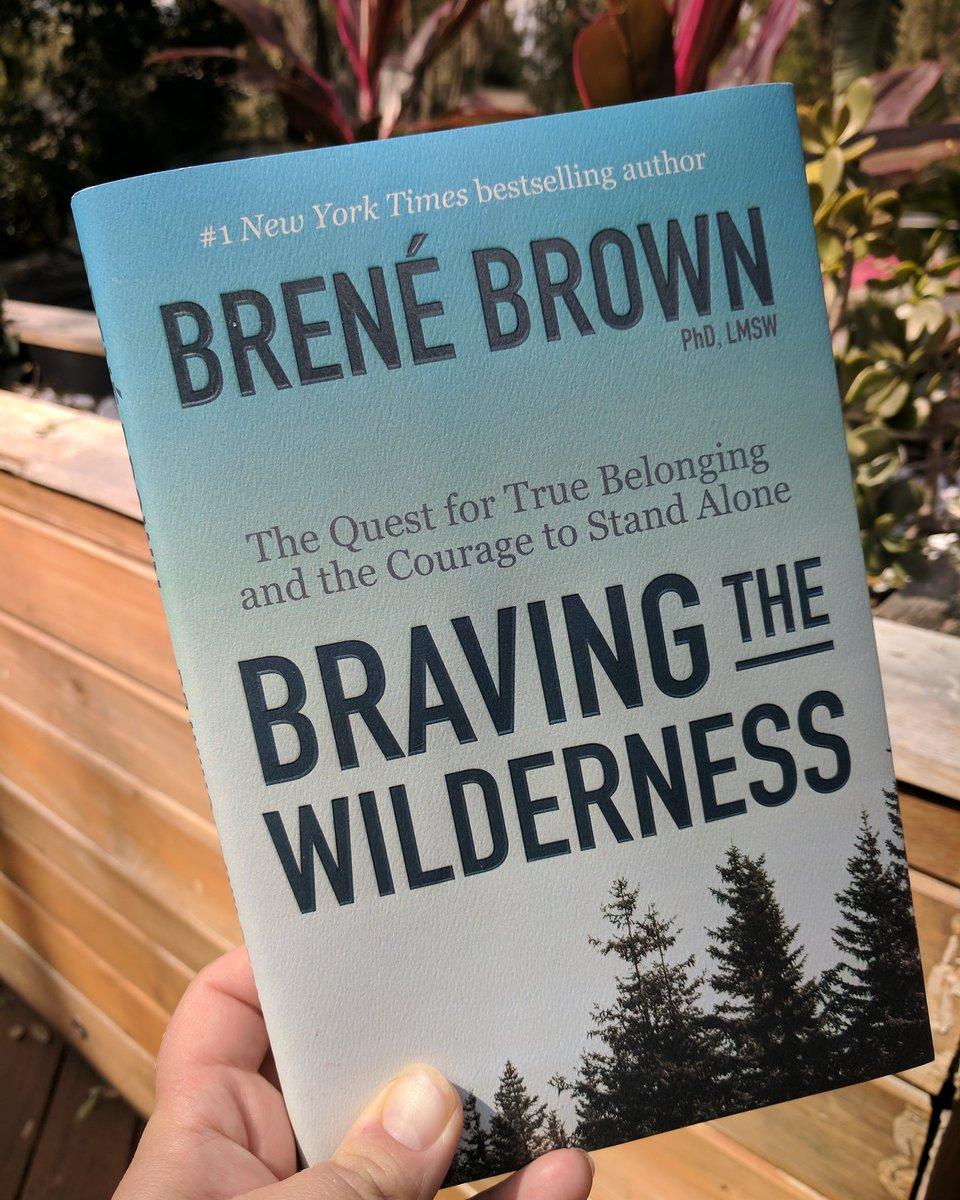 #1 New York Times bestselling author
BRENÉ BROWN
PhD, LMSW
The Quest for True Belonging
and the Courage to Stand Alone
BRAVING THE
WILDERNESS